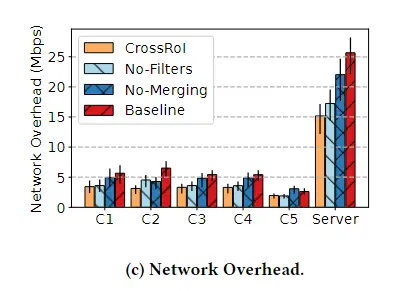 Network Overhead (Mbps)
25
20
15
10
5
0
CrossRoI
No-Filters
No-Merging
Baseline
C1 C2 C3 C4 C5 Server
(c) Network Overhead.